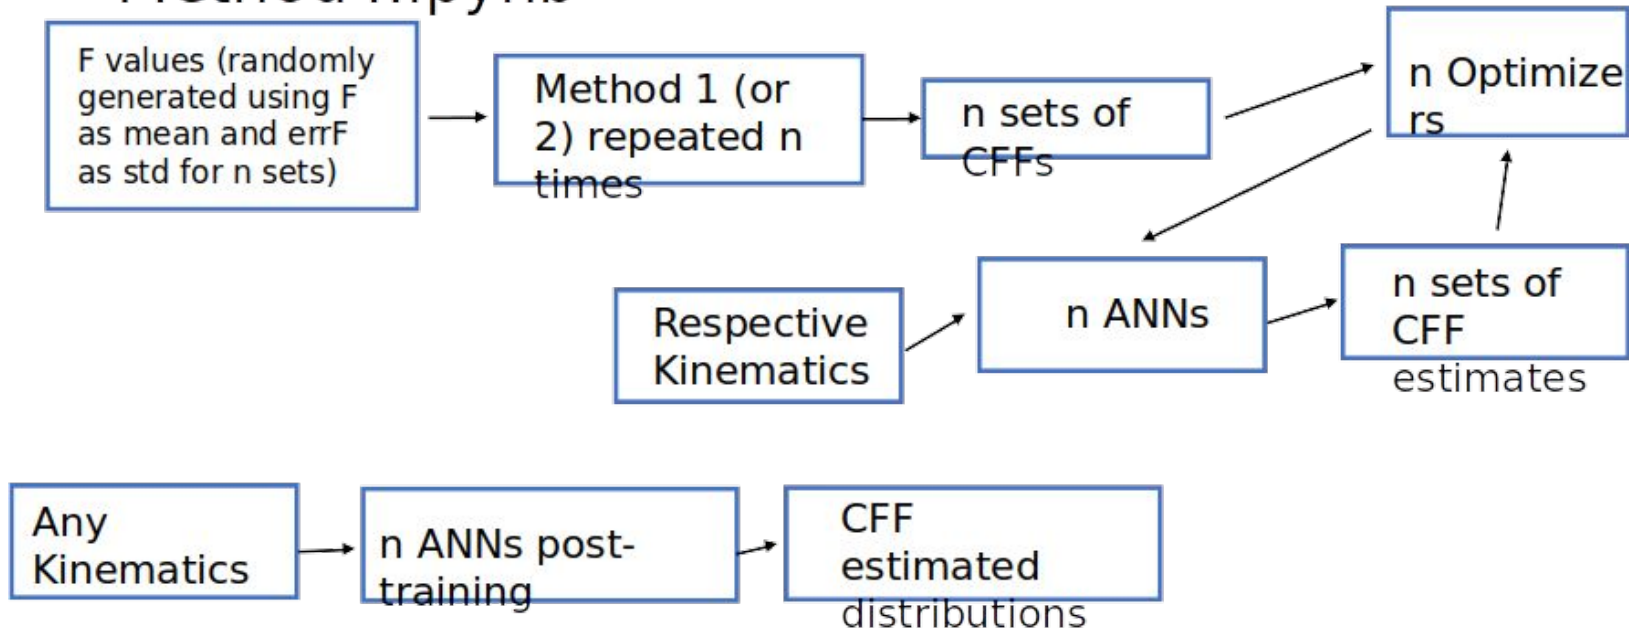 F values (randomly
generated using F
as mean and errF
as std for n sets)
Method 1 (or
2) repeated n
times
n sets of
CFFs
n Optimize
rs
Respective
Kinematics
n ANNs
n sets of
CFF
estimates
Any
Kinematics
n ANNs post-
training
CFF
estimated
distributions